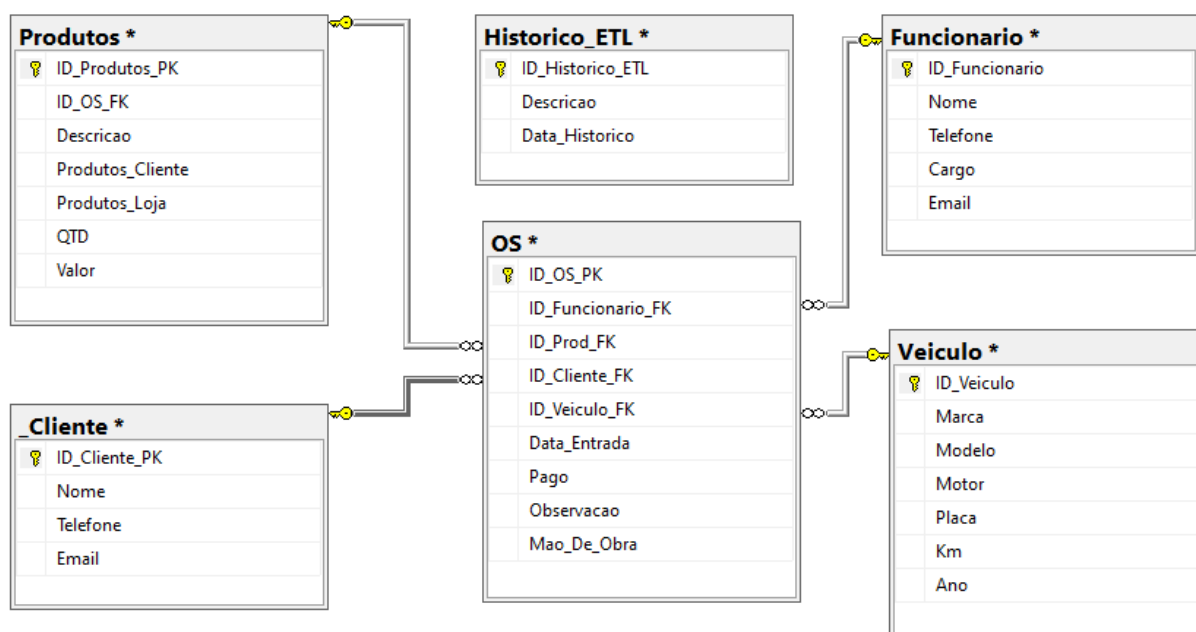 Produtos *
ID_Produtos_PK
ID_OS_FK
Descricao
Produtos_Cliente
Produtos_Loja
QTD
Valor
Historico_ETL *
ID_Historico_ETL
Descricao
Data_Historico
Funcionario *
ID_Funcionario
Nome
Telefone
Cargo
Email
OS *
ID_OS_PK
ID_Funcionario_FK
ID_Prod_FK
ID_Cliente_FK
ID_Veiculo_FK
Data_Entrada
Pago
Observacao
Mao_De_Obra
_Cliente *
ID_Cliente_PK
Nome
Telefone
Email
Veiculo *
ID_Veiculo
Marca
Modelo
Motor
Placa
Km
Ano